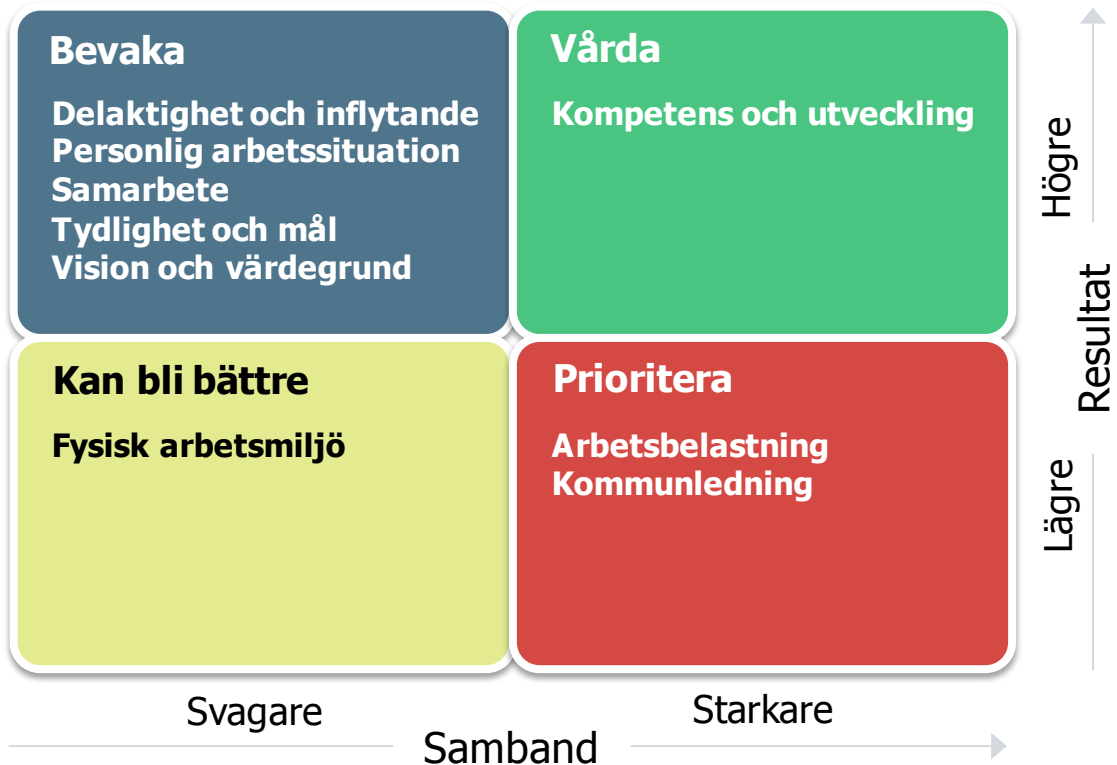 Bevaka
Delaktighet och inflytande
Personlig arbetssituation
Samarbete
Tydlighet och mål
Vision och värdegrund
Vårda
Kompetens och utveckling
Kan bli bättre
Fysisk arbetsmiljö
Prioritera
Arbetsbelastning
Kommunledning
Högre
Resultat
Lägre
Svagare
Starkare
Samband